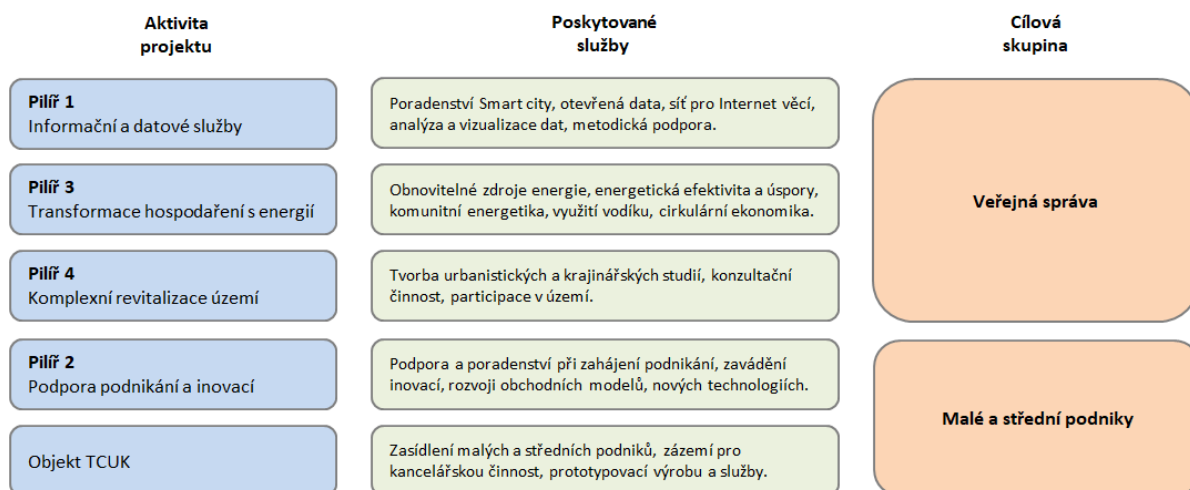 Aktivita
projektu
Poskytované
služby
Cílová
skupina
Pilíř 1
Informační a datové služby
Poradenství Smart city, otevřená data, síť pro Internet věcí,
analýza a vizualizace dat, metodická podpora.
Pilíř 3
Transformace hospodaření s energií
Obnovitelné zdroje energie, energetická efektivita a úspory,
komunitní energetika, využití vodíku, cirkulární ekonomika.
Veřejná správa
Pilíř 4
Komplexní revitalizace území
Tvorba urbanistických a krajinářských studií, konzultační
činnost, participace v území.
Pilíř 2
Podpora podnikání a inovací
Podpora a poradenství při zahájení podnikání, zavádění
inovací, rozvoji obchodních modelů, nových technologiích.
Malé a střední podniky
Objekt TCUK
Zasídlení malých a středních podniků, zázemí pro
kancelářskou činnost, prototypovací výrobu a služby.